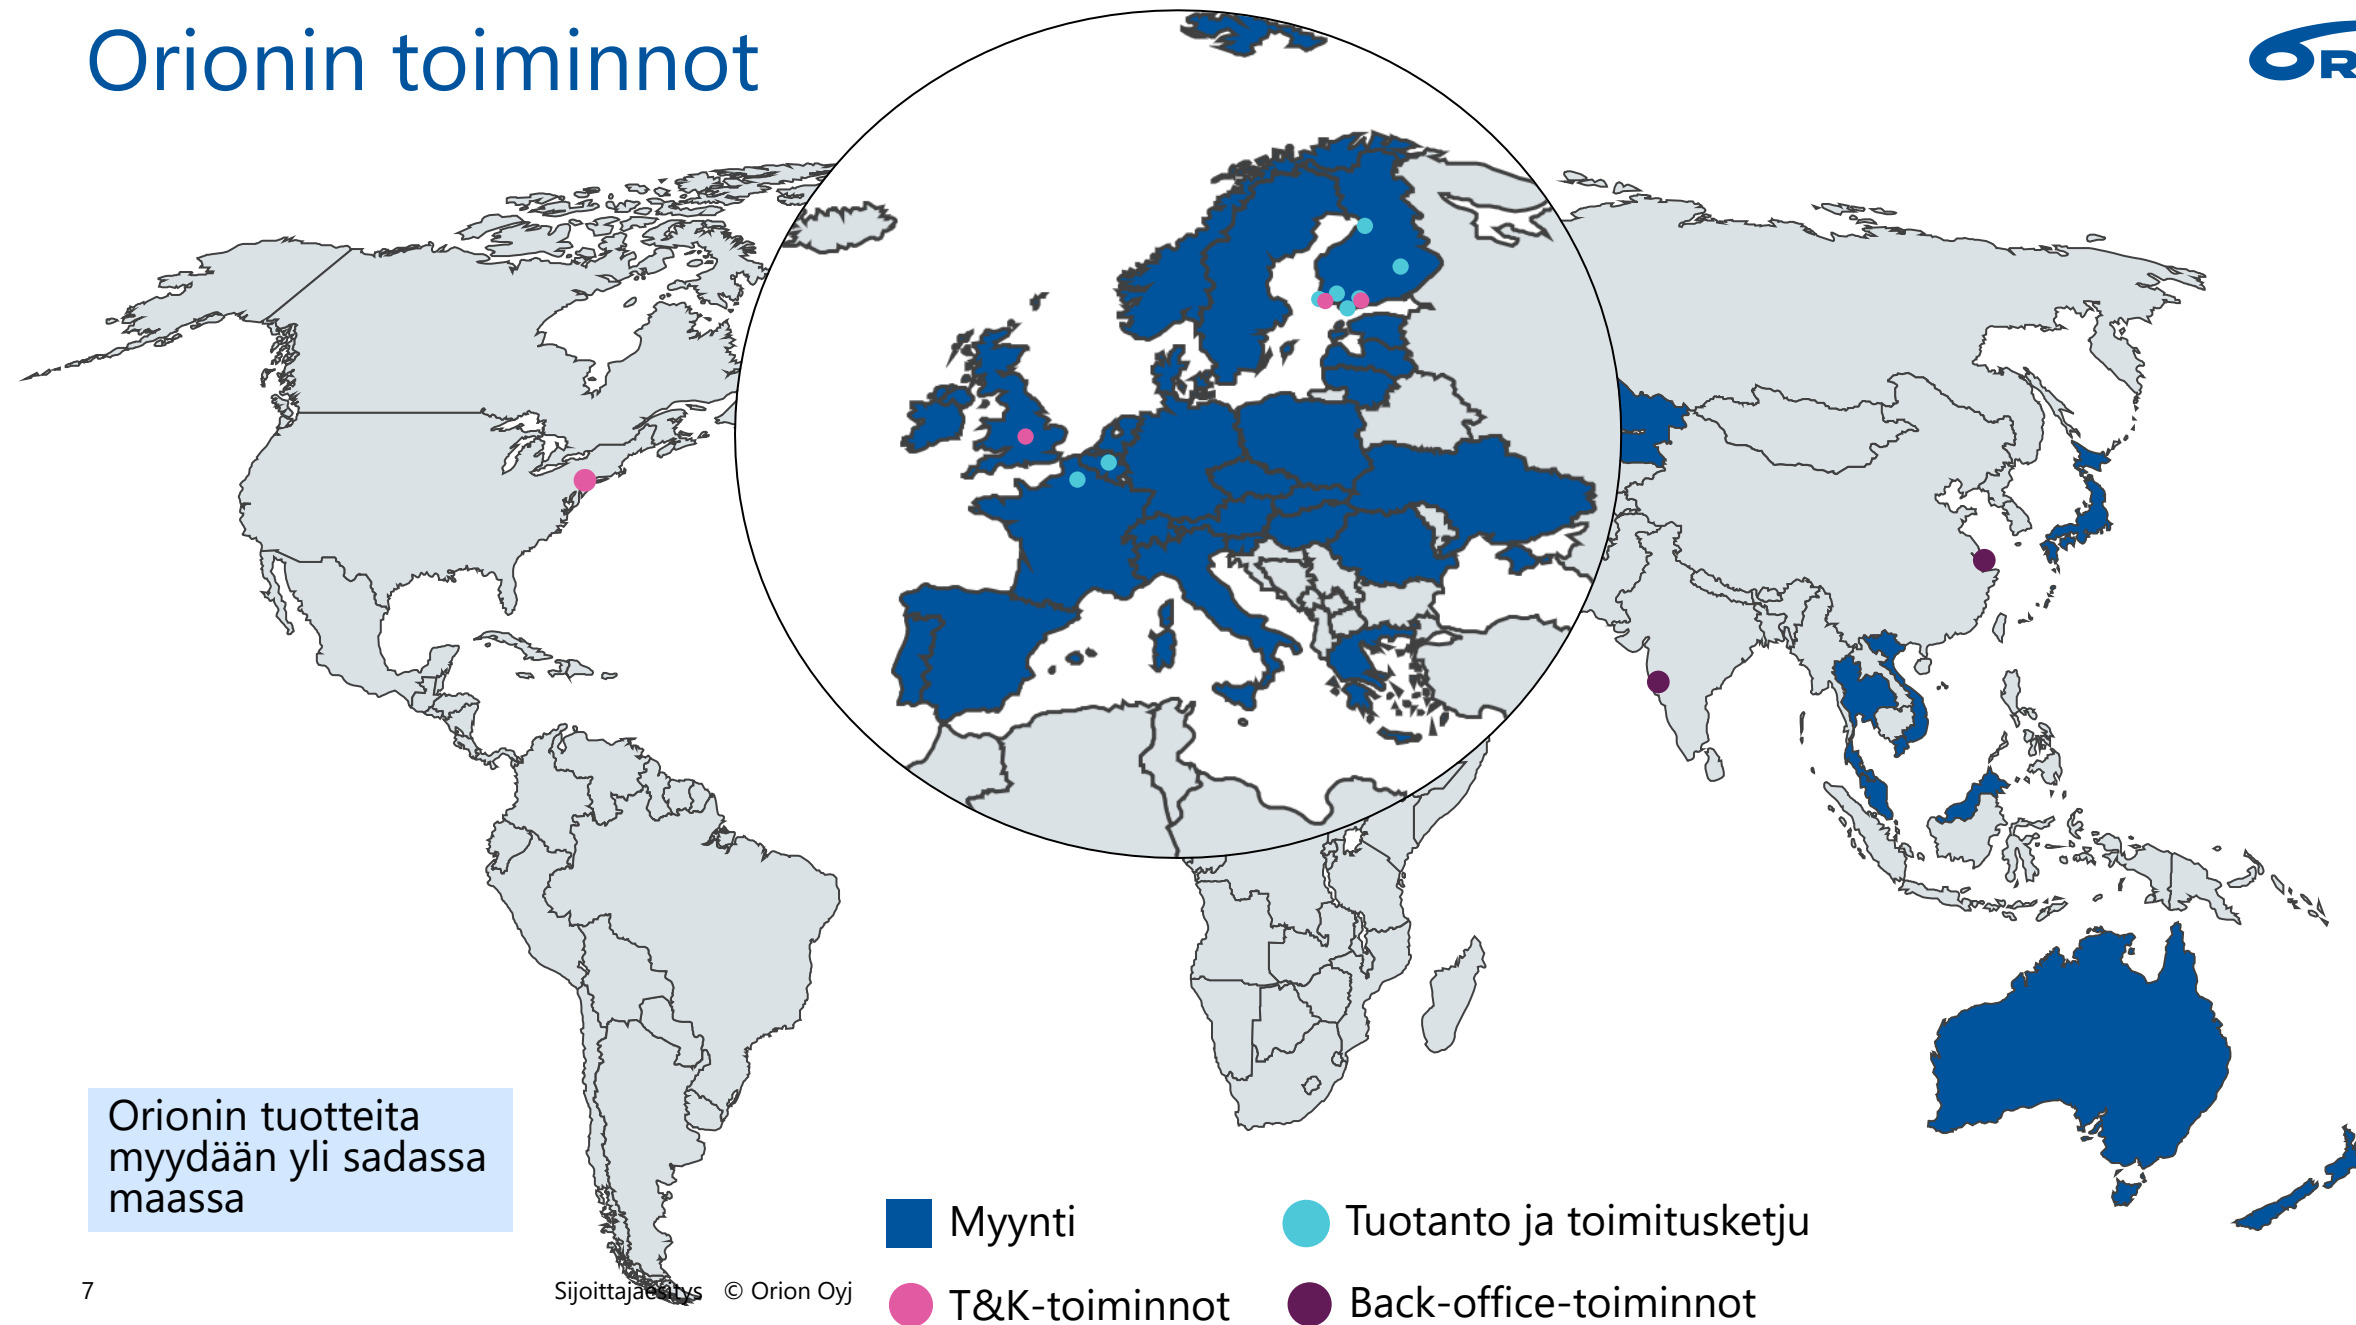 Orionin toiminnot
OR
Orionin tuotteita
myydään yli sadassa
maassa
Myynti
Tuotanto ja toimitusketju
T&K-toiminnot
Back-office-toiminnot
7
Sijoittajaesitys © Orion Oyj